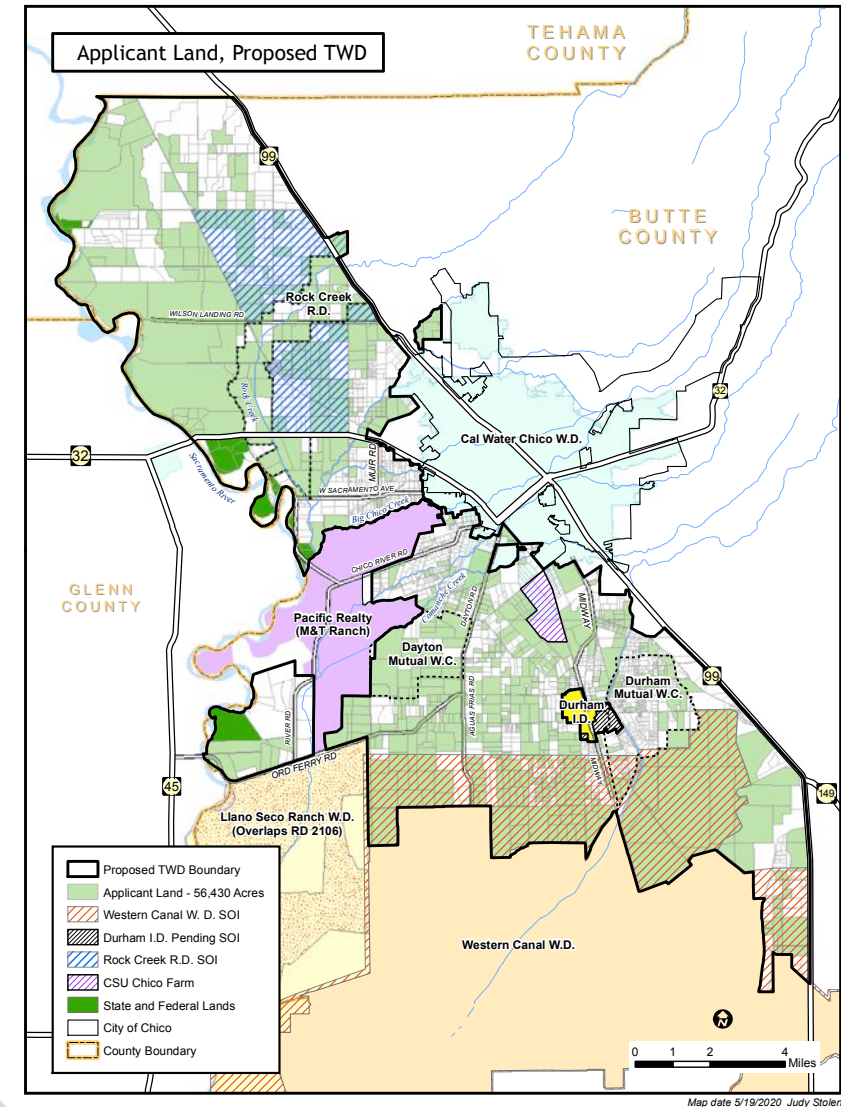 Applicant Land, Proposed TWD
TEHAMA
COUNTY
99
BUTTE
COUNTY
Rock Creek
R.D.
WILSON LANDING RD
Rock Creek
32
Cal Water Chico W.D.
32
MUIR RD
Sacramento River
W SACRAMENTO AVE
Big Chico Creek
CHICO RIVER RD
GLENN
COUNTY
Comanche Creek
DAYTON RD
MIDWAY
Pacific Realty
(M&T Ranch)
Dayton
Mutual W.C.
Durham
Mutual W.C.
99
RIVER RD
AGUAS FRIAS RD
Durham
I.D.
ORD FERRY RD
MIDWAY
45
149
Llano Seco Ranch W.D.
(Overlaps RD 2106)
Western Canal W.D.
Proposed TWD Boundary
Applicant Land - 56,430 Acres
Western Canal W. D. SOI
Durham I.D. Pending SOI
Rock Creek R.D. SOI
CSU Chico Farm
State and Federal Lands
City of Chico
County Boundary
N
0 1 2 4
Miles
Map date 5/19/2020 Judy Stolen